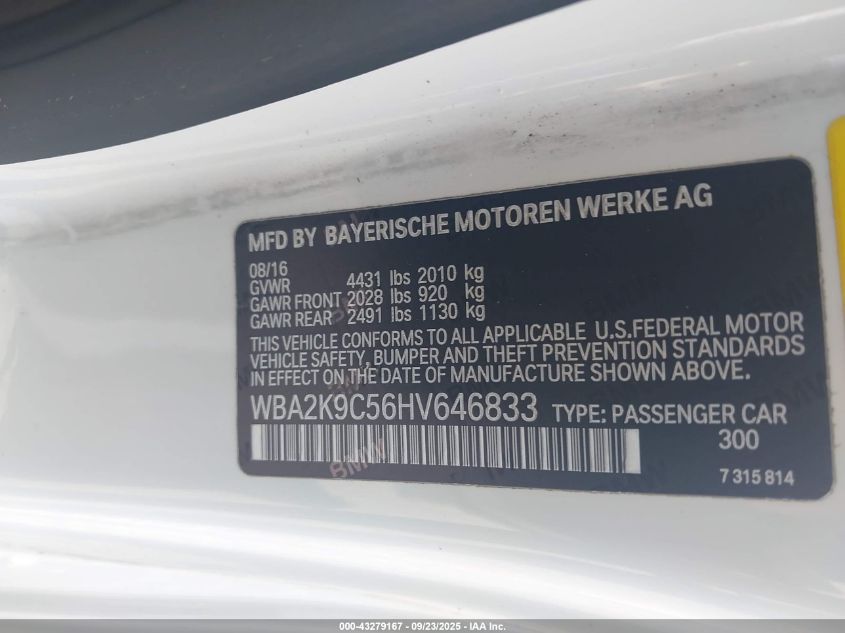 MFD BY BAYERISCHE MOTOREN WERKE AG
08/16
GVWR 4431 lbs 2010 kg
GAWR FRONT 2028 lbs 920 kg
GAWR REAR 2491 lbs 1130 kg
THIS VEHICLE CONFORMS TO ALL APPLICABLE U.S.FEDERAL MOTOR
VEHICLE SAFETY, BUMPER AND THEFT PREVENTION STANDARDS
IN EFFECT ON THE DATE OF MANUFACTURE SHOWN ABOVE.
WBA2K9C56HV646833 TYPE: PASSENGER CAR
300
7 315 814
BMW
000-43279167 - 09/23/2025 - IAA Inc.